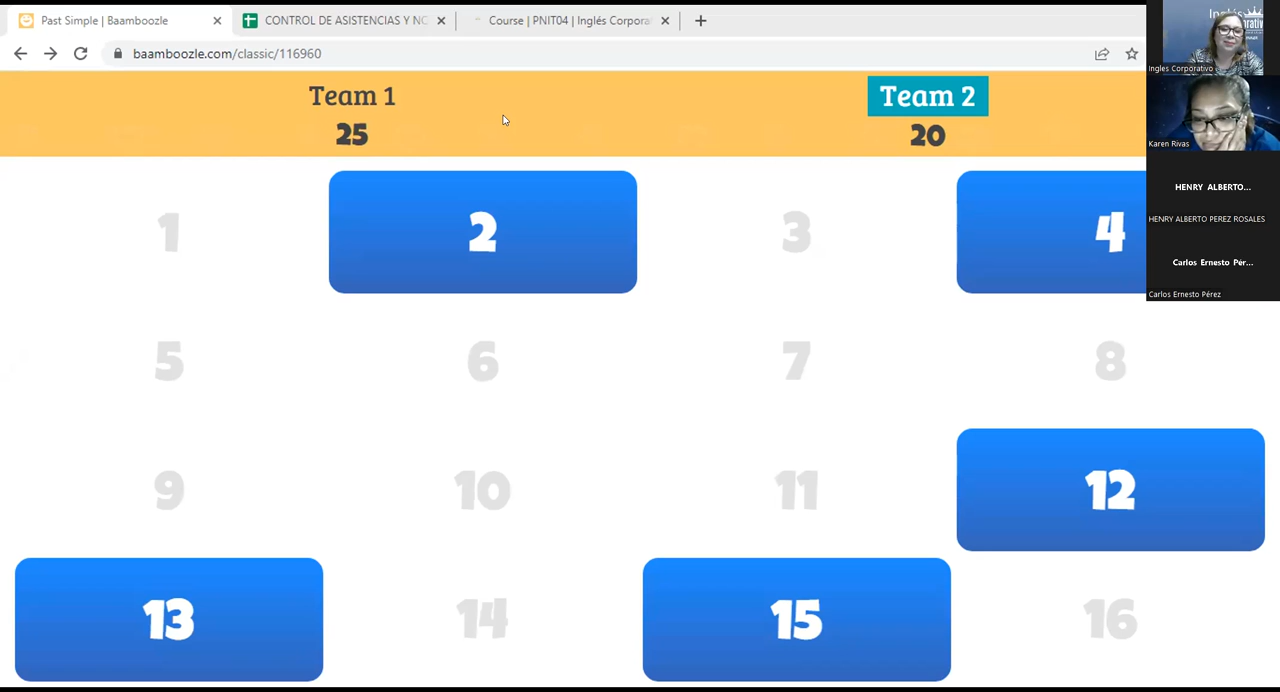 Past Simple | Baamboozle
CONTROL DE ASISTENCIAS Y NC
Course | PNIT04 | Inglés Corpora
baamboozle.com/classic/116960
Team 1
Team 2
25
20
Ingles Corporativo
Karen Rivas
HENRY ALBERTO...
HENRY ALBERTO PEREZ ROSALES
Carlos Ernesto Pér...
Carlos Ernesto Pérez
1
2
3
4
5
6
7
8
9
10
11
12
13
14
15
16